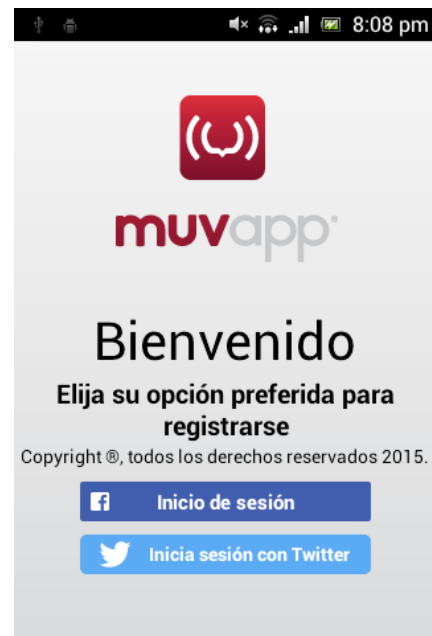 8:08 pm
muvapp
Bienvenido
Elija su opción preferida para
registrarse
Copyright ®, todos los derechos reservados 2015.
Inicio de sesión
Inicia sesión con Twitter